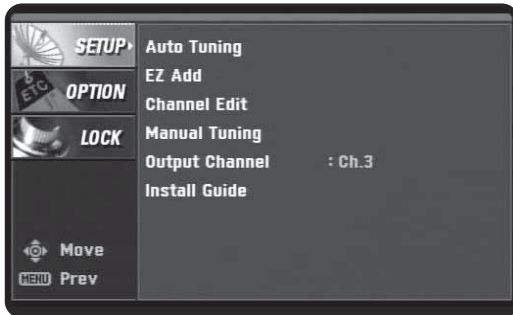 SETUP
OPTION
ETC
LOCK
Auto Tuning
EZ Add
Channel Edit
Manual Tuning
Output Channel : Ch.3
Install Guide
Move
MENU Prev